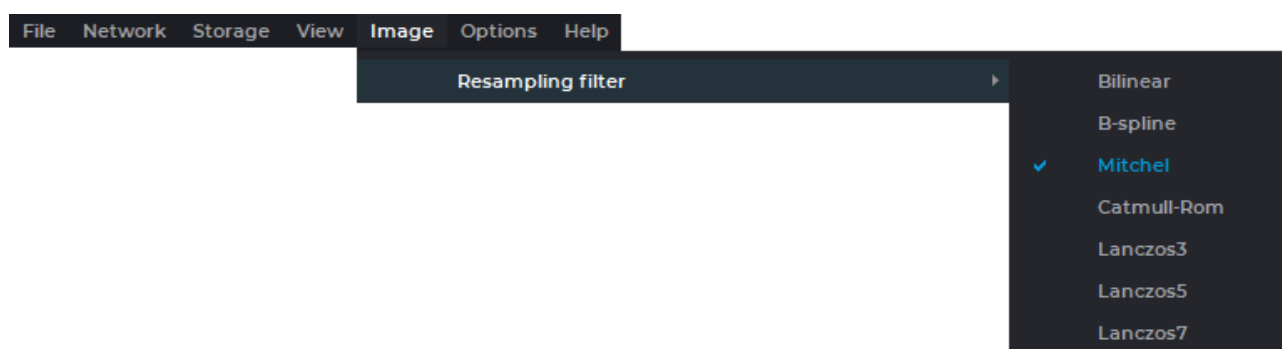 File Network Storage View Image Options Help
Resampling filter
Bilinear
B-spline
Mitchel
Catmull-Rom
Lanczos3
Lanczos5
Lanczos7